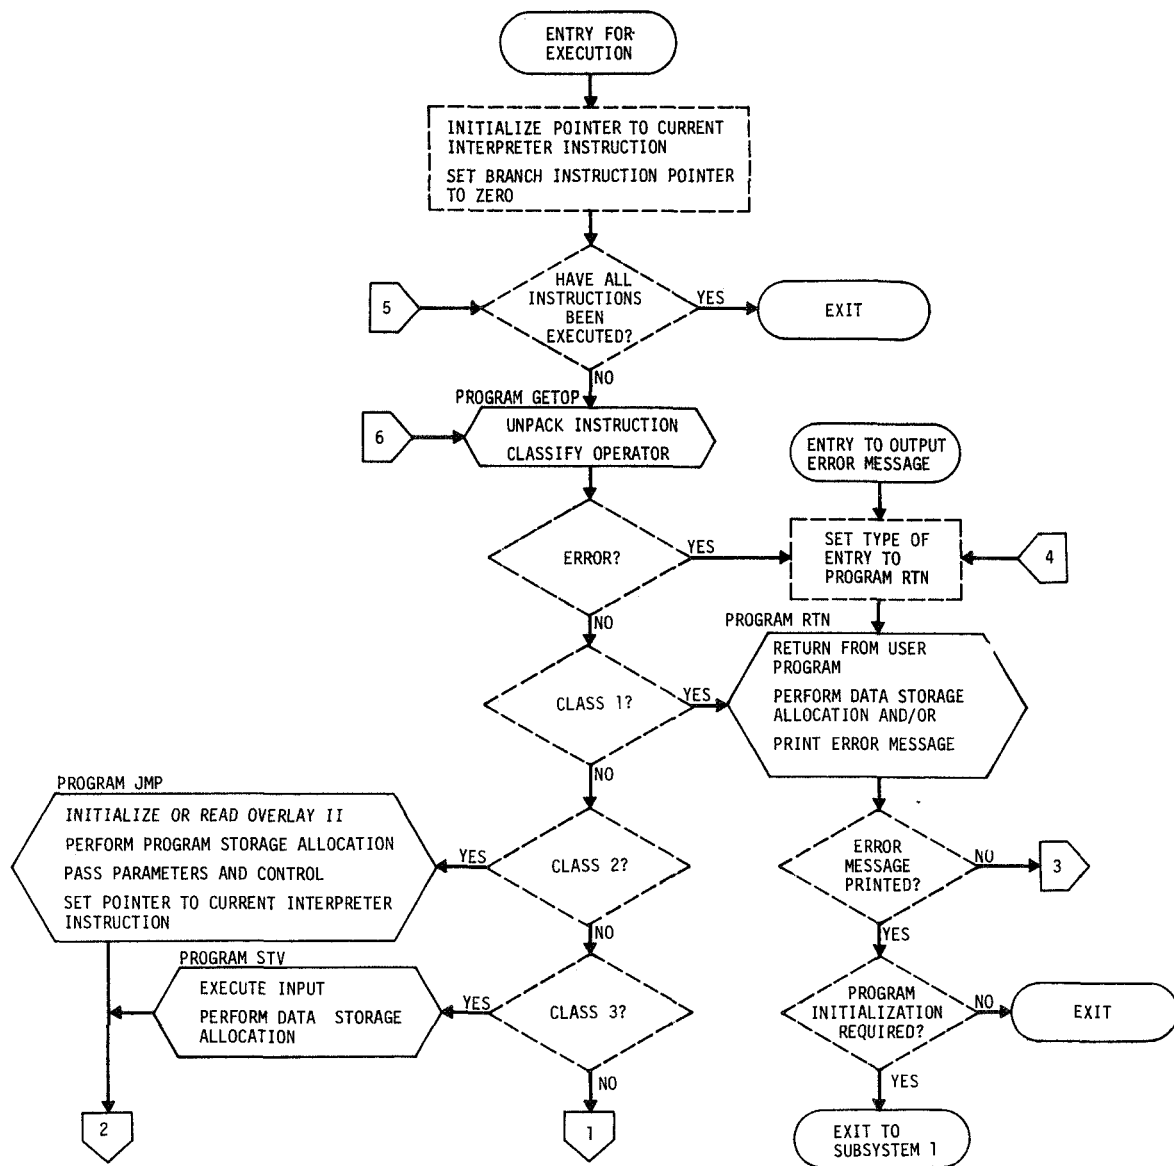 ENTRY FOR
EXECUTION
INITIALIZE POINTER TO CURRENT
INTERPRETER INSTRUCTION
SET BRANCH INSTRUCTION POINTER
TO ZERO
HAVE ALL
INSTRUCTIONS
BEEN
EXECUTED?
5
YES
EXIT
NO
PROGRAM GETOP
6
UNPACK INSTRUCTION
CLASSIFY OPERATOR
ENTRY TO OUTPUT
ERROR MESSAGE
ERROR?
YES
SET TYPE OF
ENTRY TO
PROGRAM RTN
4
NO
PROGRAM RTN
CLASS 1?
YES
RETURN FROM USER
PROGRAM
PERFORM DATA STORAGE
ALLOCATION AND/OR
PRINT ERROR MESSAGE
NO
PROGRAM JMP
INITIALIZE OR READ OVERLAY II
PERFORM PROGRAM STORAGE ALLOCATION
PASS PARAMETERS AND CONTROL
SET POINTER TO CURRENT INTERPRETER
INSTRUCTION
YES
CLASS 2?
ERROR
MESSAGE
PRINTED?
NO
3
NO
YES
PROGRAM STV
EXECUTE INPUT
PERFORM DATA STORAGE
ALLOCATION
YES
CLASS 3?
PROGRAM
INITIALIZATION
REQUIRED?
NO
EXIT
NO
YES
2
1
EXIT TO
SUBSYSTEM 1